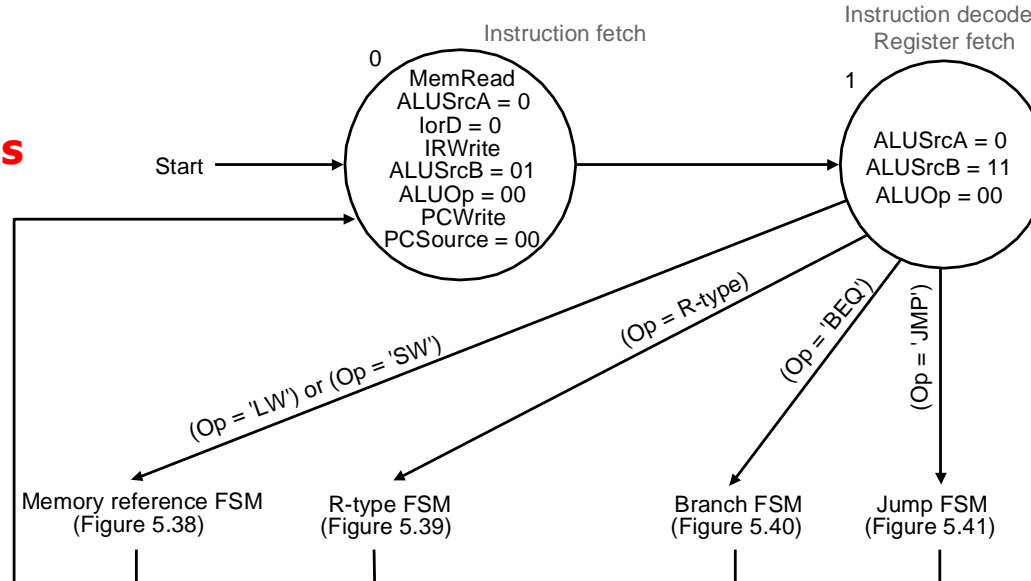 Instruction fetch
Instruction decode
Register fetch
0
MemRead
ALUSrcA = 0
IorD = 0
IRWrite
ALUSrcB = 01
ALUOp = 00
PCWrite
PCSource = 00
1
ALUSrcA = 0
ALUSrcB = 11
ALUOp = 00
s
Start
(Op = 'LW') or (Op = 'SW')
(Op = R-type)
(Op = 'BEQ')
(Op = 'JMP')
Memory reference FSM
(Figure 5.38)
R-type FSM
(Figure 5.39)
Branch FSM
(Figure 5.40)
Jump FSM
(Figure 5.41)